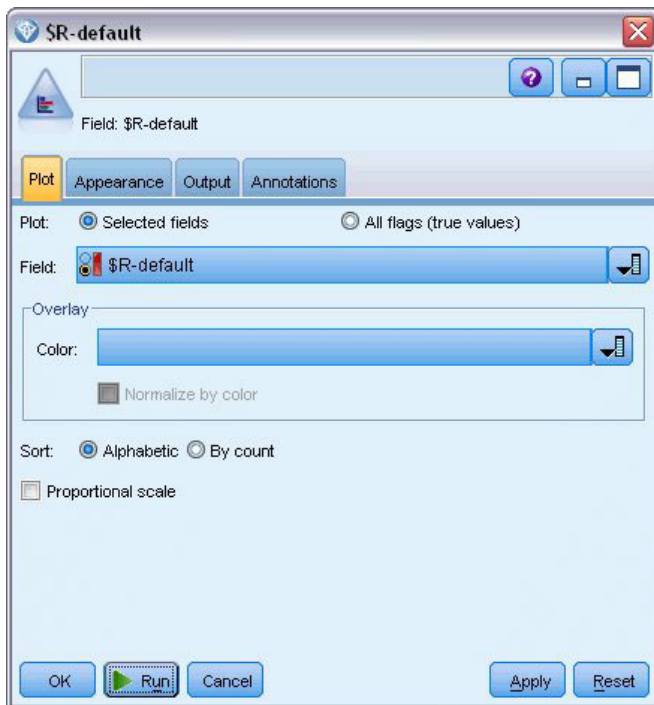 $R-default
Field: $R-default
Plot Appearance Output Annotations
Plot: Selected fields All flags (true values)
Field: $R-default
Overlay
Color:
Normalize by color
Sort: Alphabetic By count
Proportional scale
OK Run Cancel Apply Reset